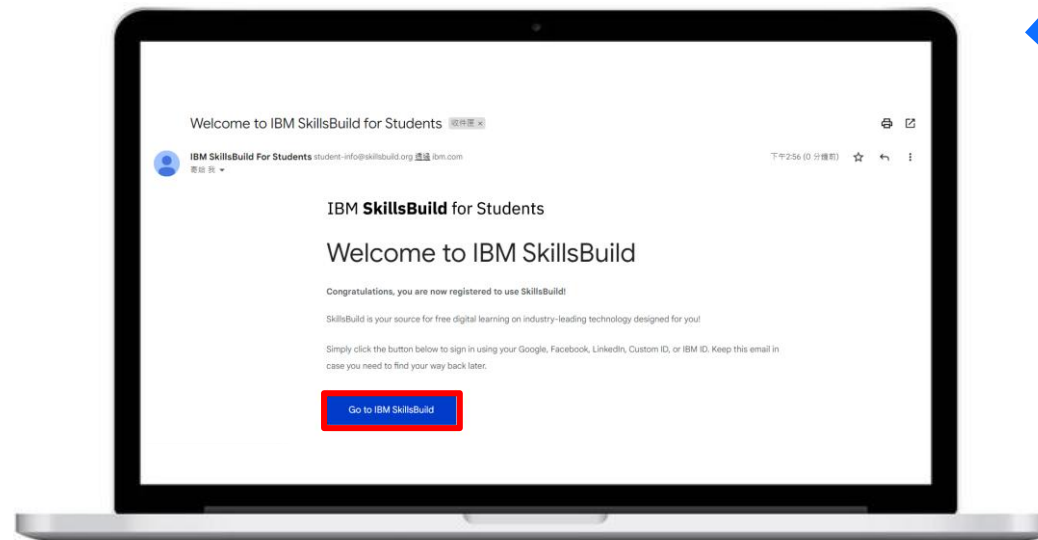 Welcome to IBM SkillsBuild for Students 收件匣 ×
IBM SkillsBuild For Students student-info@skillsbuild.org 透過 ibm.com
下午2:56 (0 分鐘前)
寄給 我
IBM SkillsBuild for Students
Welcome to IBM SkillsBuild
Congratulations, you are now registered to use SkillsBuild!
SkillsBuild is your source for free digital learning on industry-leading technology designed for you!
Simply click the button below to sign in using your Google, Facebook, LinkedIn, Custom ID, or IBM ID. Keep this email in
case you need to find your way back later.
Go to IBM SkillsBuild